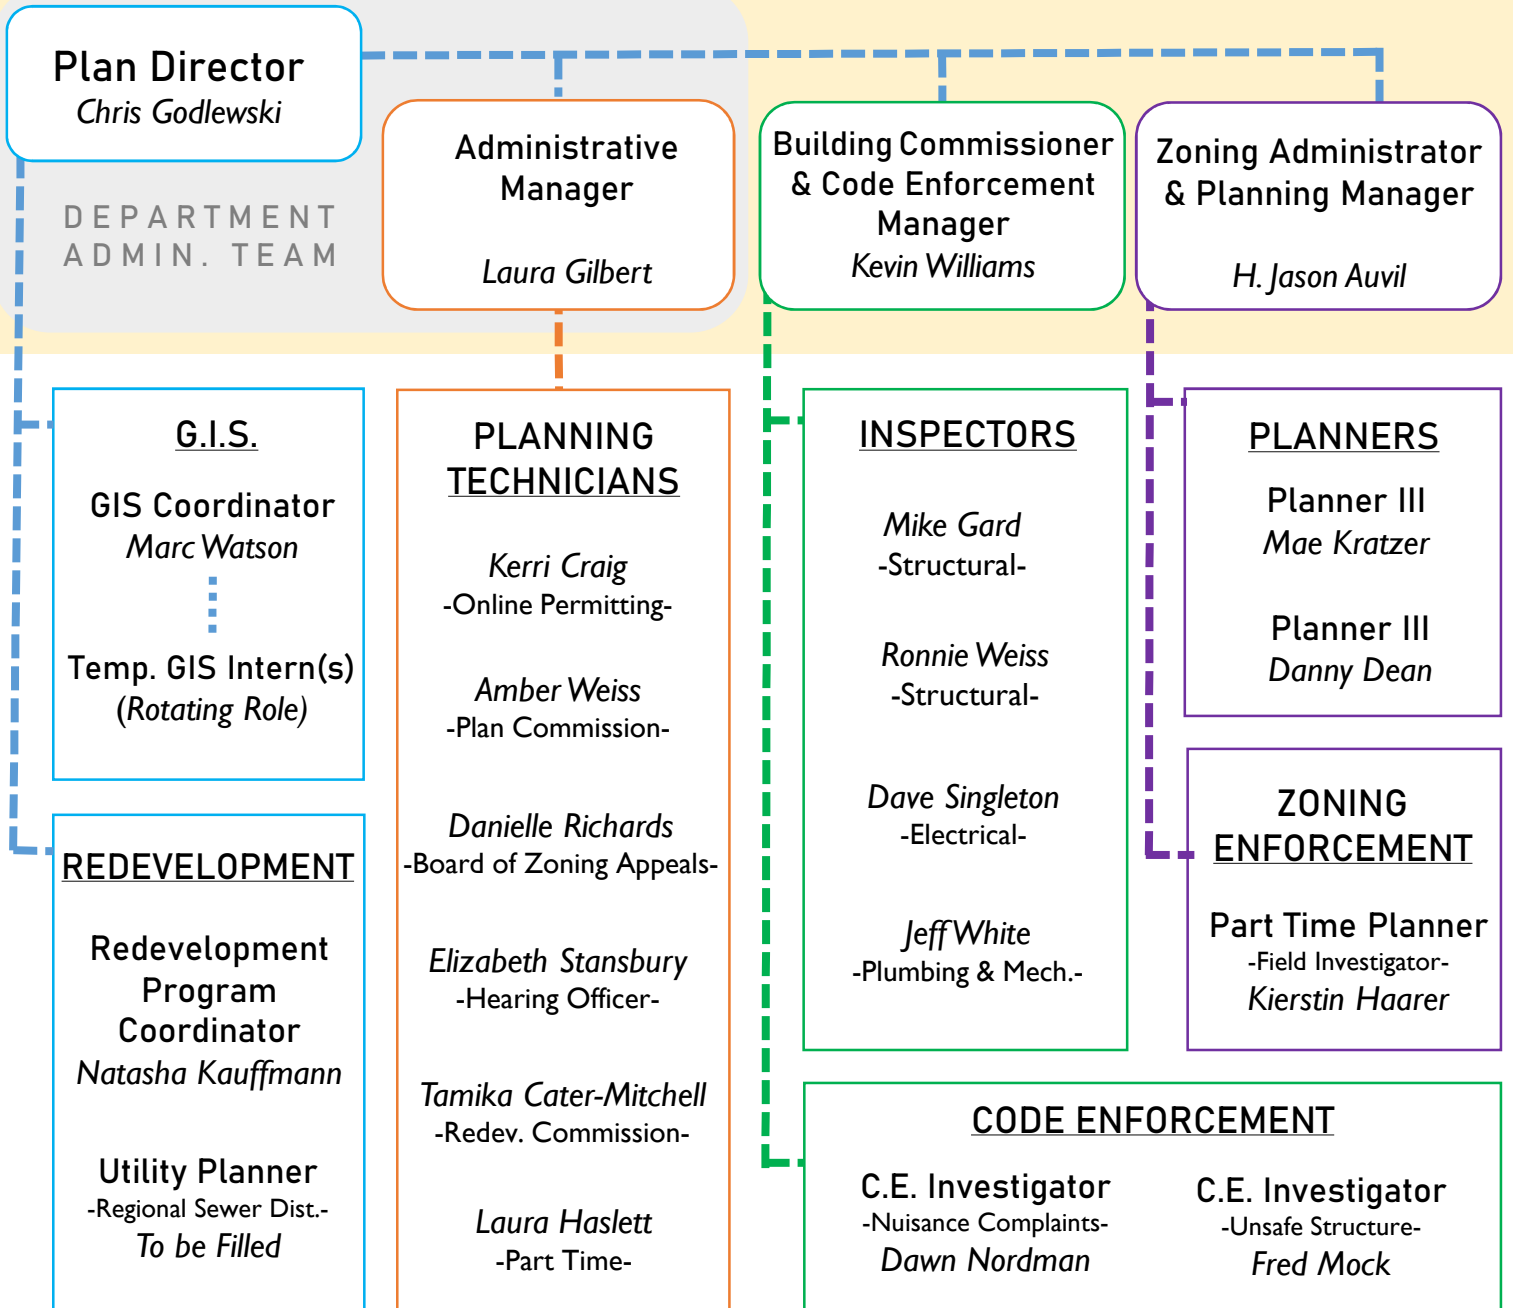 Plan Director
Chris Godlewski
DEPARTMENT
ADMIN. TEAM
Administrative
Manager
Laura Gilbert
Building Commissioner
& Code Enforcement
Manager
Kevin Williams
Zoning Administrator
& Planning Manager
H. Jason Auvil
G.I.S.
GIS Coordinator
Marc Watson
Temp. GIS Intern(s)
(Rotating Role)
REDEVELOPMENT
Redevelopment
Program
Coordinator
Natasha Kauffmann
Utility Planner
-Regional Sewer Dist.-
To be Filled
PLANNING
TECHNICIANS
Kerri Craig
-Online Permitting-
Amber Weiss
-Plan Commission-
Danielle Richards
-Board of Zoning Appeals-
Elizabeth Stansbury
-Hearing Officer-
Tamika Cater-Mitchell
-Redev. Commission-
Laura Haslett
-Part Time-
INSPECTORS
Mike Gard
-Structural-
Ronnie Weiss
-Structural-
Dave Singleton
-Electrical-
Jeff White
-Plumbing & Mech.-
PLANNERS
Planner III
Mae Kratzer
Planner III
Danny Dean
ZONING
ENFORCEMENT
Part Time Planner
-Field Investigator-
Kierstin Haarer
CODE ENFORCEMENT
C.E. Investigator
-Nuisance Complaints-
Dawn Nordman
C.E. Investigator
-Unsafe Structure-
Fred Mock